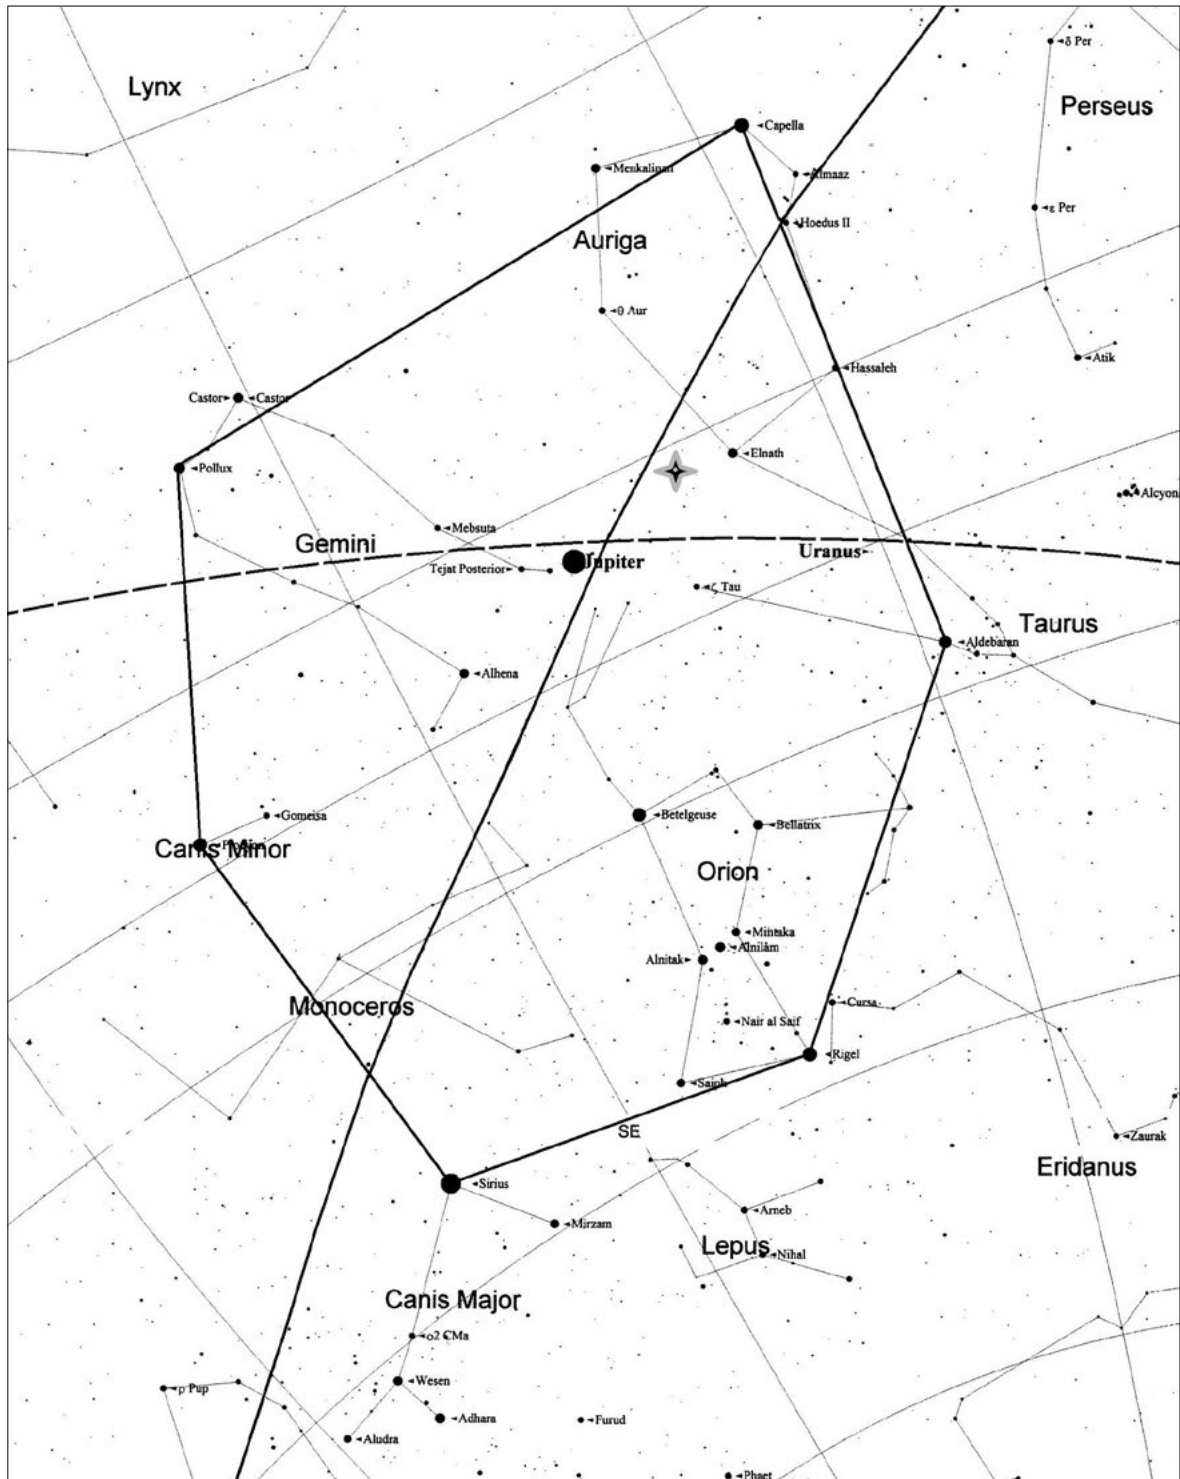 δ Per
Lynx
Perseus
Capella
Menkalinan
Almaaz
ε Per
Hoedus II
Auriga
θ Aur
Atik
Hassaleh
Castor
Castor
Elnath
Pollux
Alcyon
Mebsuta
Gemini
Uranus
Tejat Posterior
Jupiter
ζ Tau
Taurus
Aldebaran
Alhena
Gomeisa
Betelgeuse
Bellatrix
Canis Minor
Orion
Mintaka
Alnilam
Alnitak
Monoceros
Cursa
Nair al Saif
Rigel
Saiph
SE
Zaurak
Eridanus
Sirius
Arneb
Mirzam
Lepus
Nihal
Canis Major
ο2 CMa
Wesen
ρ Pup
Adhara
Furud
Aludra
Phaet